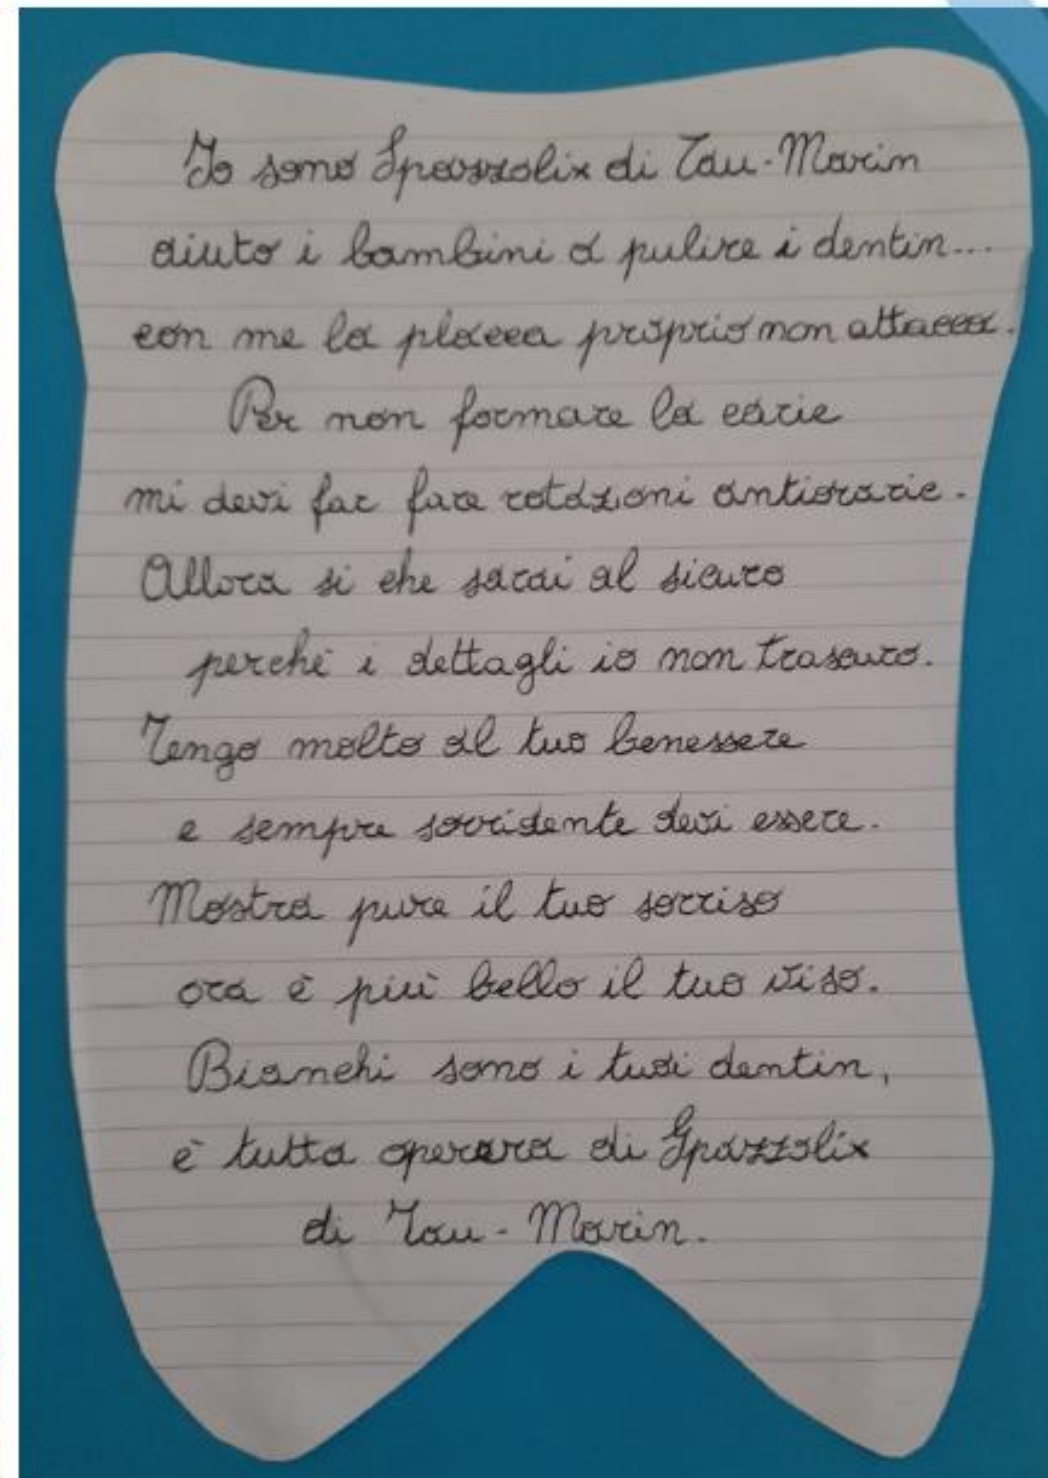 Io sono Spazzolix di Tau-Marin
aiuto i bambini a pulire i dentin...
con me la placca proprio non attacca.
Per non formare la carie
mi devi far fare rotazioni antiorarie.
Allora si che sarai al sicuro
perchè i dettagli io non trascuro.
Tengo molto al tuo benessere
e sempre sorridente devi essere.
Mostra pure il tuo sorriso
ora è più bello il tuo viso.
Bianchi sono i tuoi dentin,
è tutta operara di Spazzolix
di Tau-Marin.